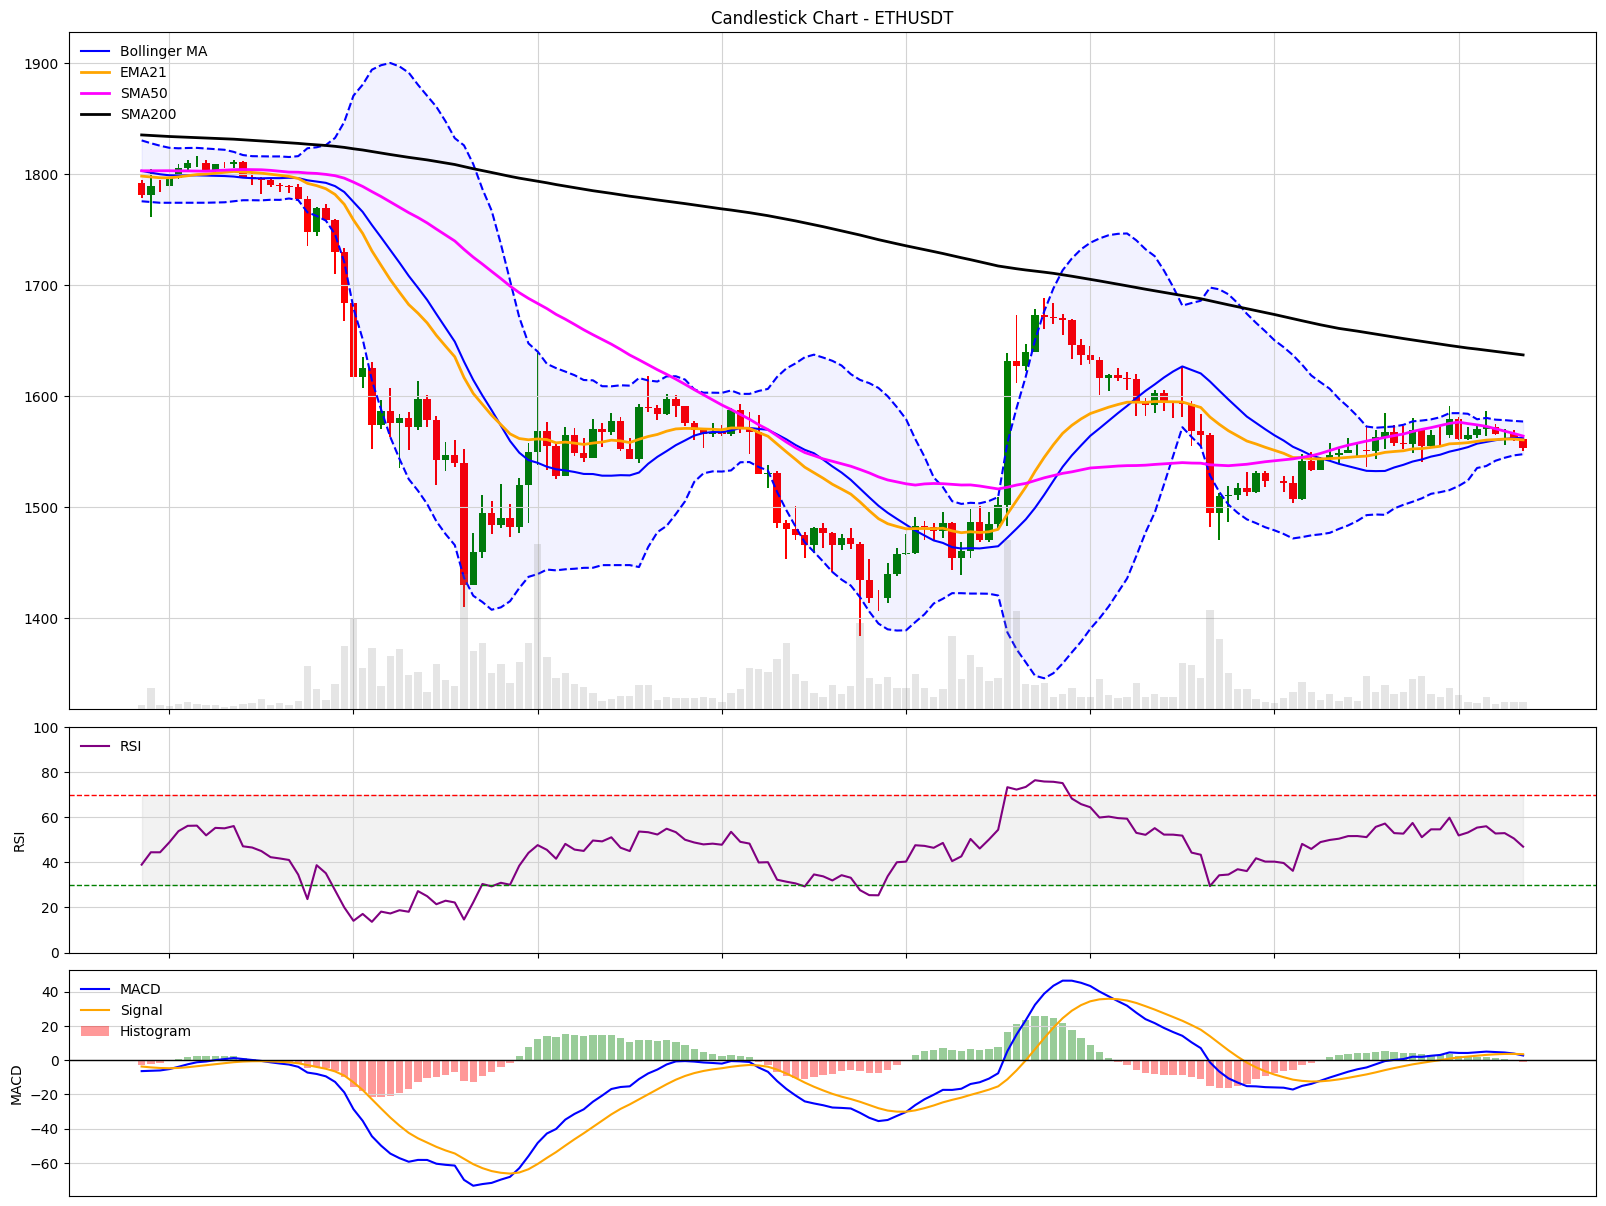 Candlestick Chart - ETHUSDT
Bollinger MA
EMA21
SMA50
SMA200
1900
1800
1700
1600
1500
1400
RSI
100
80
60
40
20
0
RSI
MACD
Signal
Histogram
40
20
0
−20
−40
−60
MACD